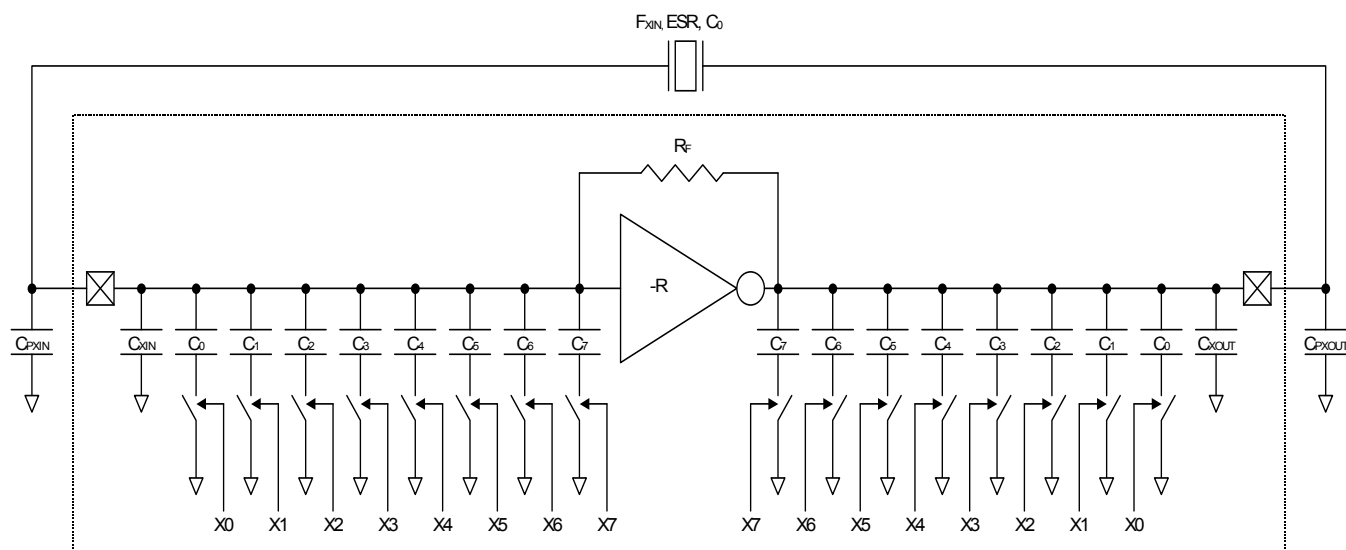 FXIN, ESR, C0
RF
-R
CPXIN CXIN C0 C1 C2 C3 C4 C5 C6 C7 C7 C6 C5 C4 C3 C2 C1 C0 CXOUT CPXOUT
X0 X1 X2 X3 X4 X5 X6 X7 X7 X6 X5 X4 X3 X2 X1 X0